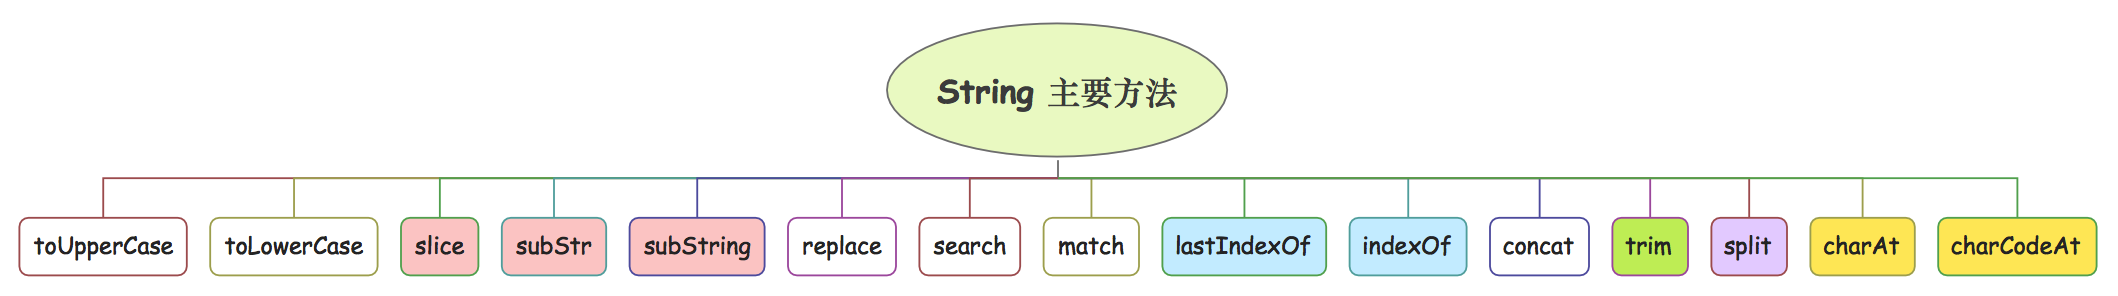 String 主要方法
toUpperCase
toLowerCase
slice
subStr
subString
replace
search
match
lastIndexOf
indexOf
concat
trim
split
charAt
charCodeAt